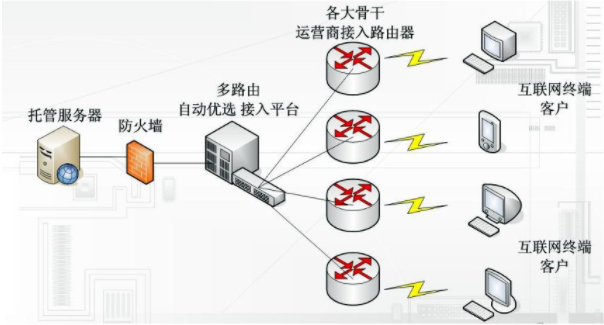 各大骨干
运营商接入路由器
多路由
自动优选 接入平台
托管服务器
防火墙
互联网终端
客户
互联网终端
客户